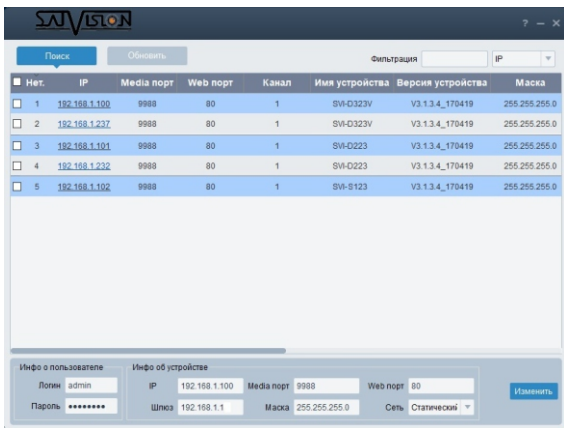 SATVISION ? – ×
Поиск Обновить Фильтрация IP
Нет. IP Media порт Web порт Канал Имя устройства Версия устройства Маска
1 192.168.1.100 9988 80 1 SVI-D323V V3.1.3.4_170419 255.255.255.0
2 192.168.1.237 9988 80 1 SVI-D323V V3.1.3.4_170419 255.255.255.0
3 192.168.1.101 9988 80 1 SVI-D223 V3.1.3.4_170419 255.255.255.0
4 192.168.1.232 9988 80 1 SVI-D223 V3.1.3.4_170419 255.255.255.0
5 192.168.1.102 9988 80 1 SVI-S123 V3.1.3.4_170419 255.255.255.0
Инфо о пользователе Инфо об устройстве
Логин admin IP 192.168.1.100 Media порт 9988 Web порт 80 Изменить
Пароль ●●●●●●●● Шлюз 192.168.1.1 Маска 255.255.255.0 Сеть Статический